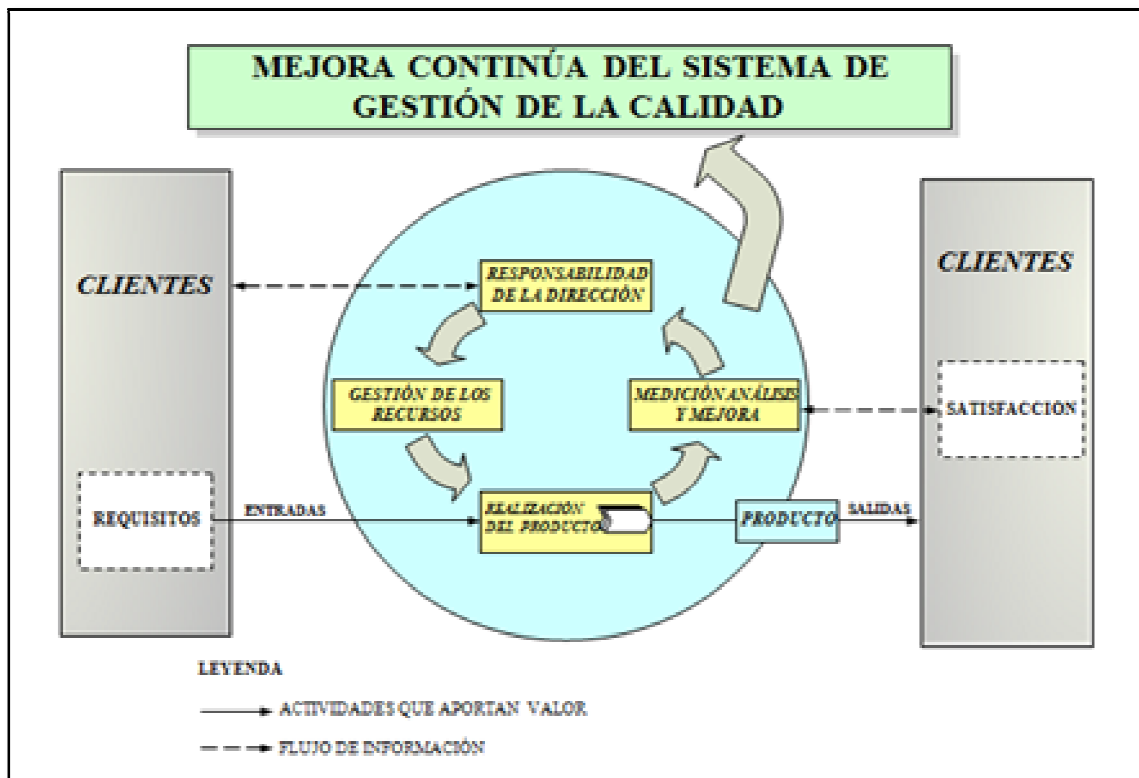 MEJORA CONTINÚA DEL SISTEMA DE
GESTIÓN DE LA CALIDAD
CLIENTES
CLIENTES
RESPONSABILIDAD
DE LA DIRECCIÓN
GESTIÓN DE LOS
RECURSOS
MEDICIÓN ANÁLISIS
Y MEJORA
SATISFACCIÓN
REQUISITOS
ENTRADAS
REALIZACIÓN
DEL PRODUCTO
PRODUCTO
SALIDAS
LEYENDA
ACTIVIDADES QUE APORTAN VALOR
FLUJO DE INFORMACIÓN